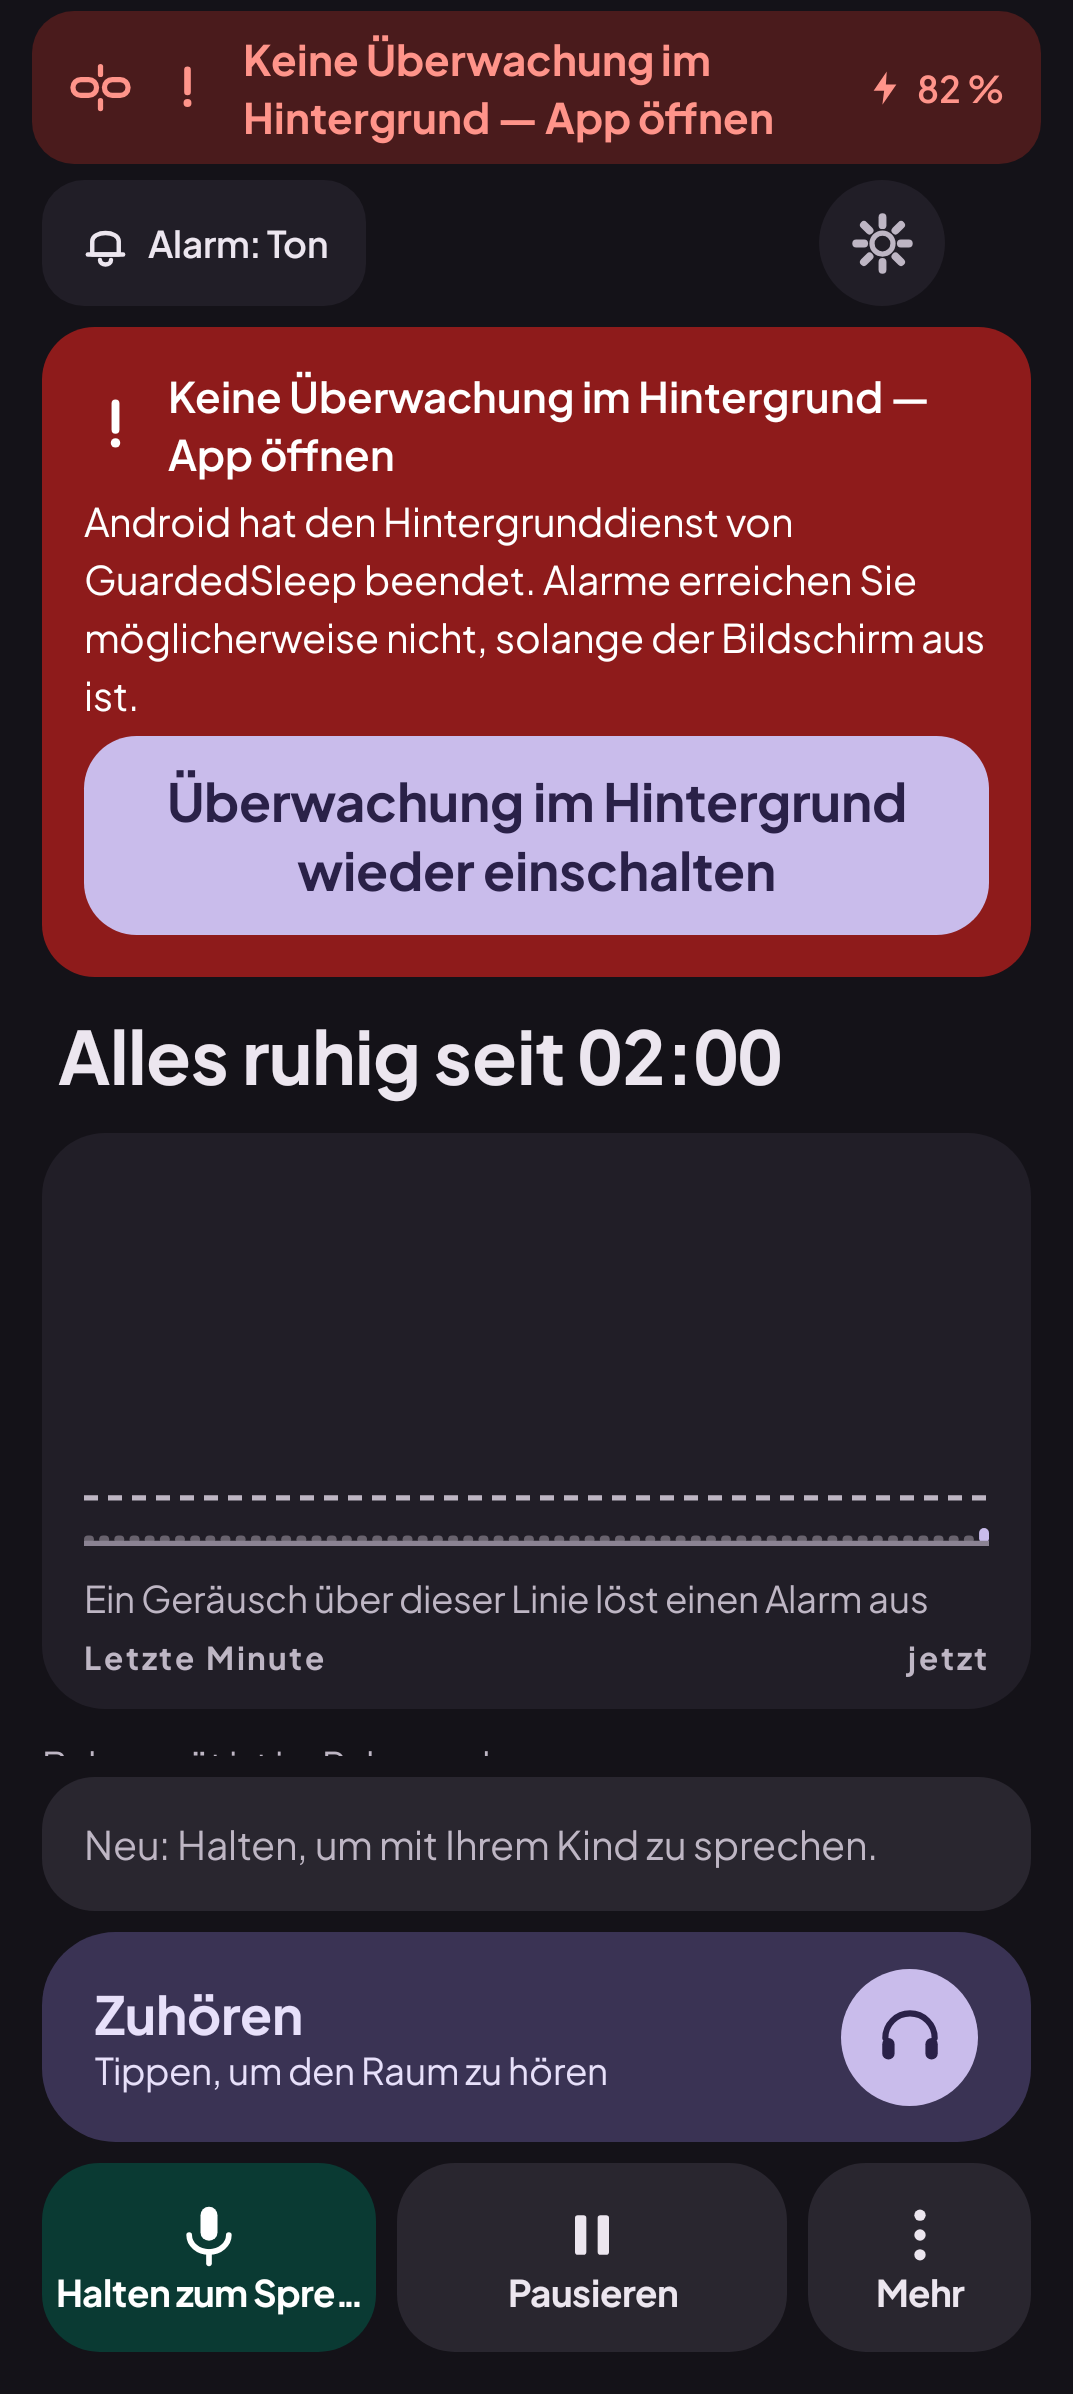 Keine Überwachung im
Hintergrund — App öffnen
82 %
Alarm: Ton
Keine Überwachung im Hintergrund —
App öffnen
Android hat den Hintergrunddienst von
GuardedSleep beendet. Alarme erreichen Sie
möglicherweise nicht, solange der Bildschirm aus
ist.
Überwachung im Hintergrund
wieder einschalten
Alles ruhig seit 02:00
Ein Geräusch über dieser Linie löst einen Alarm aus
Letzte Minute
jetzt
Neu: Halten, um mit Ihrem Kind zu sprechen.
Zuhören
Tippen, um den Raum zu hören
Halten zum Spre...
Pausieren
Mehr